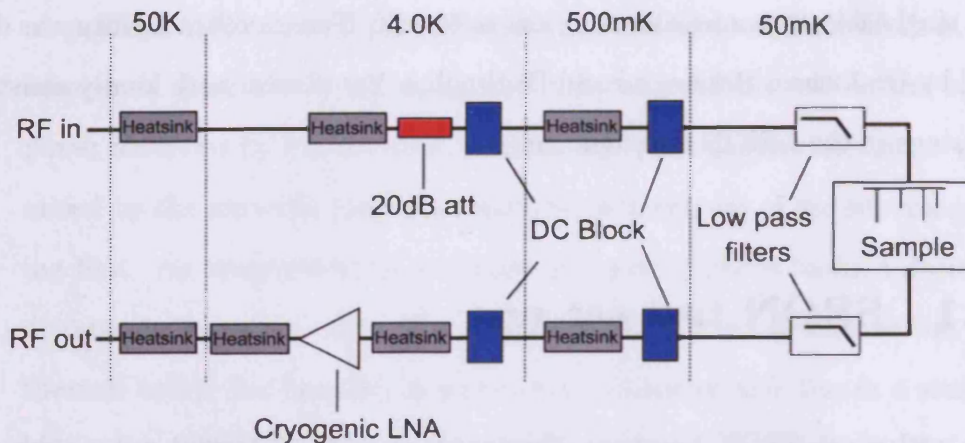 50K 4.0K 500mK 50mK
RF in Heatsink Heatsink Heatsink
20dB att
DC Block
Low pass
filters
Sample
RF out Heatsink Heatsink Heatsink Heatsink
Cryogenic LNA